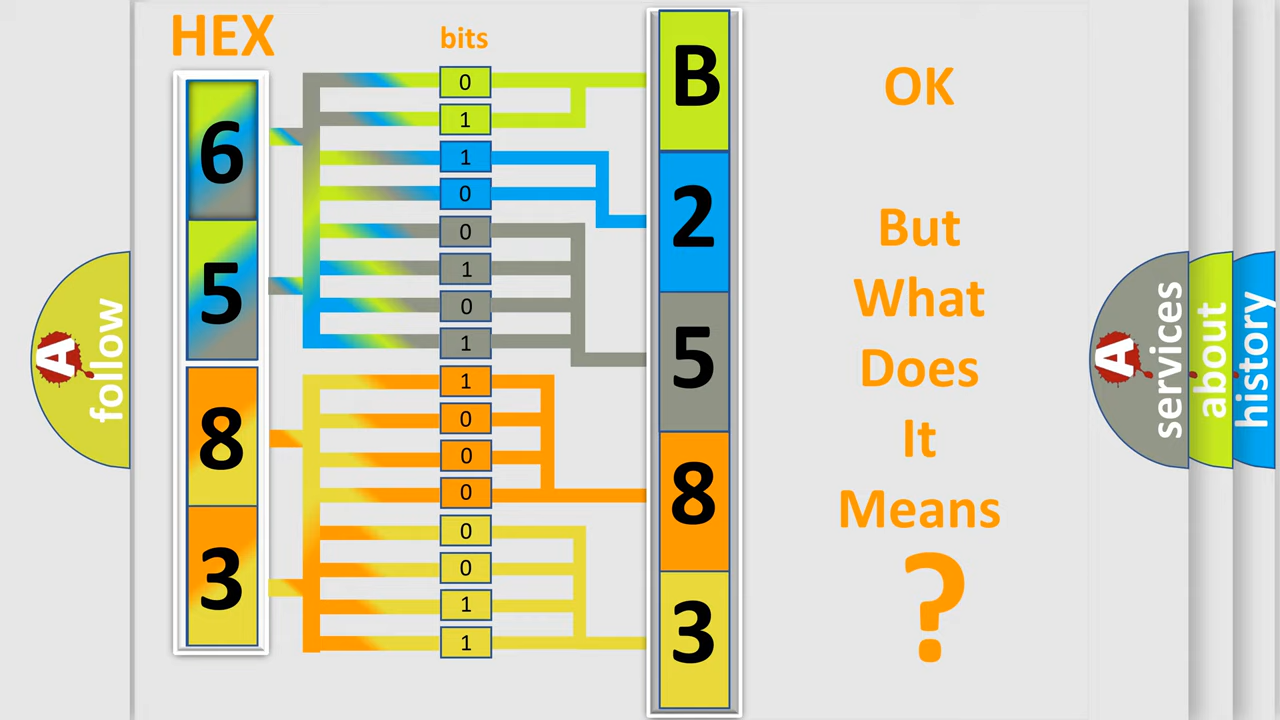 HEX
bits
6
5
8
3
0
1
1
0
0
1
0
1
1
0
0
0
0
0
1
1
B
2
5
8
3
OK
But
What
Does
It
Means
?
A
follow
A
services
about
history